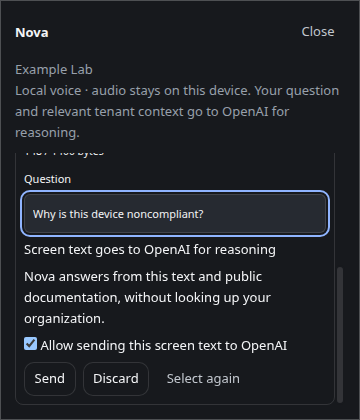 Nova
Close
Example Lab
Local voice · audio stays on this device. Your question
and relevant tenant context go to OpenAI for
reasoning.
bytes
Question
Why is this device noncompliant?
Screen text goes to OpenAI for reasoning
Nova answers from this text and public
documentation, without looking up your
organization.
Allow sending this screen text to OpenAI
Send
Discard
Select again